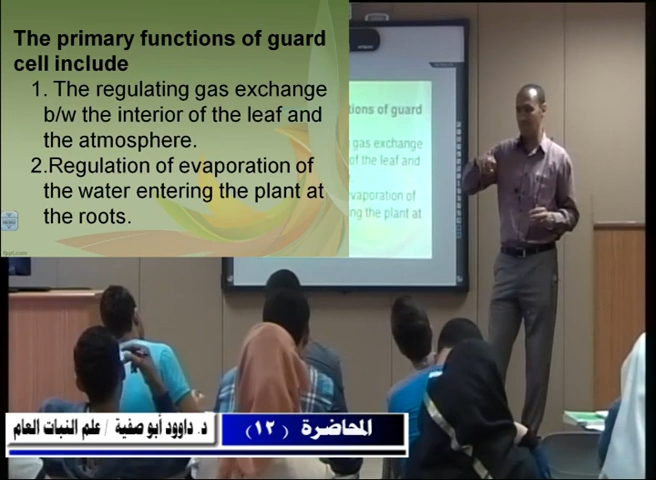 The primary functions of guard
cell include
1. The regulating gas exchange
b/w the interior of the leaf and
the atmosphere.
2.Regulation of evaporation of
the water entering the plant at
the roots.
tions of guard
gas exchange
of the leaf and
vaporation of
ng the plant at
د. داوود أبو صفية / علم النبات العام
المحاضرة (١٢)